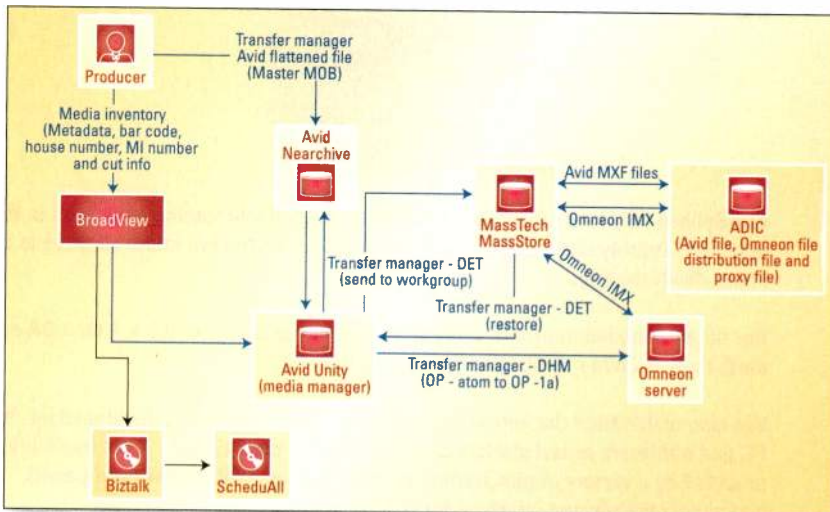 Producer
Transfer manager
Avid flattened file
(Master MOB)
Media inventory
(Metadata, bar code,
house number, MI number
and cut info
Avid
Nearchive
BroadView
MassTech
MassStore
Avid MXF files
Omneon IMX
ADIC
(Avid file, Omneon file
distribution file and
proxy file)
Transfer manager - DET
(send to workgroup)
Omneon IMX
Transfer manager - DET
(restore)
Avid Unity
(media manager)
Transfer manager - DHM
(OP - atom to OP -1a)
Omneon
server
Biztalk
ScheduAll